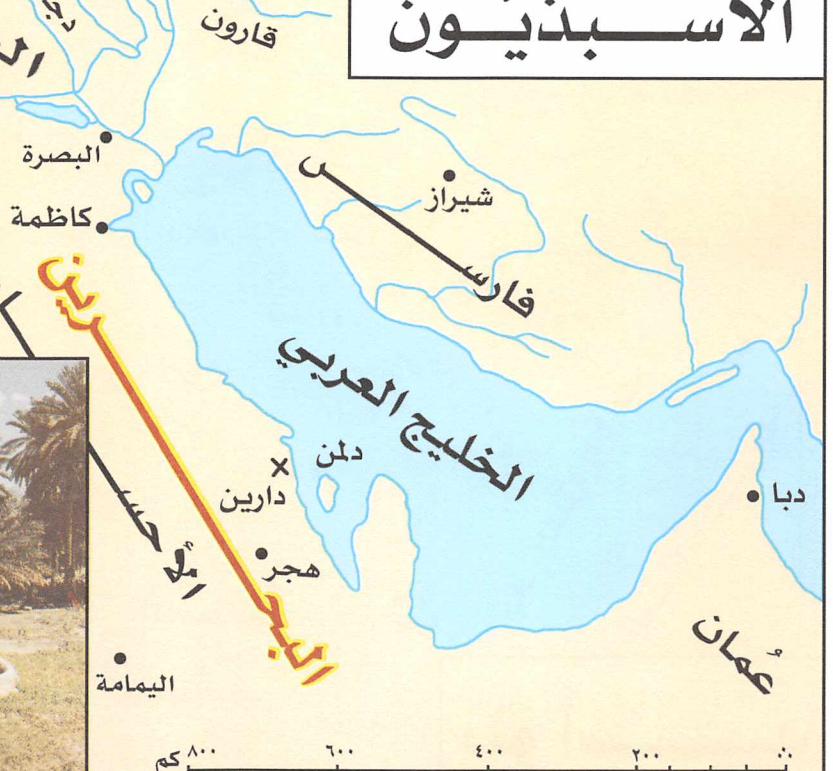 الأسبذيون
قارون
البصرة
كاظمة
شيراز
فارس
الخليج العربي
البحرين
دلمن
دارين
هجر
دبا
عُمان
اليمامة
٨٠٠ ٦٠٠ ٤٠٠ ٢٠٠ ٠
كم